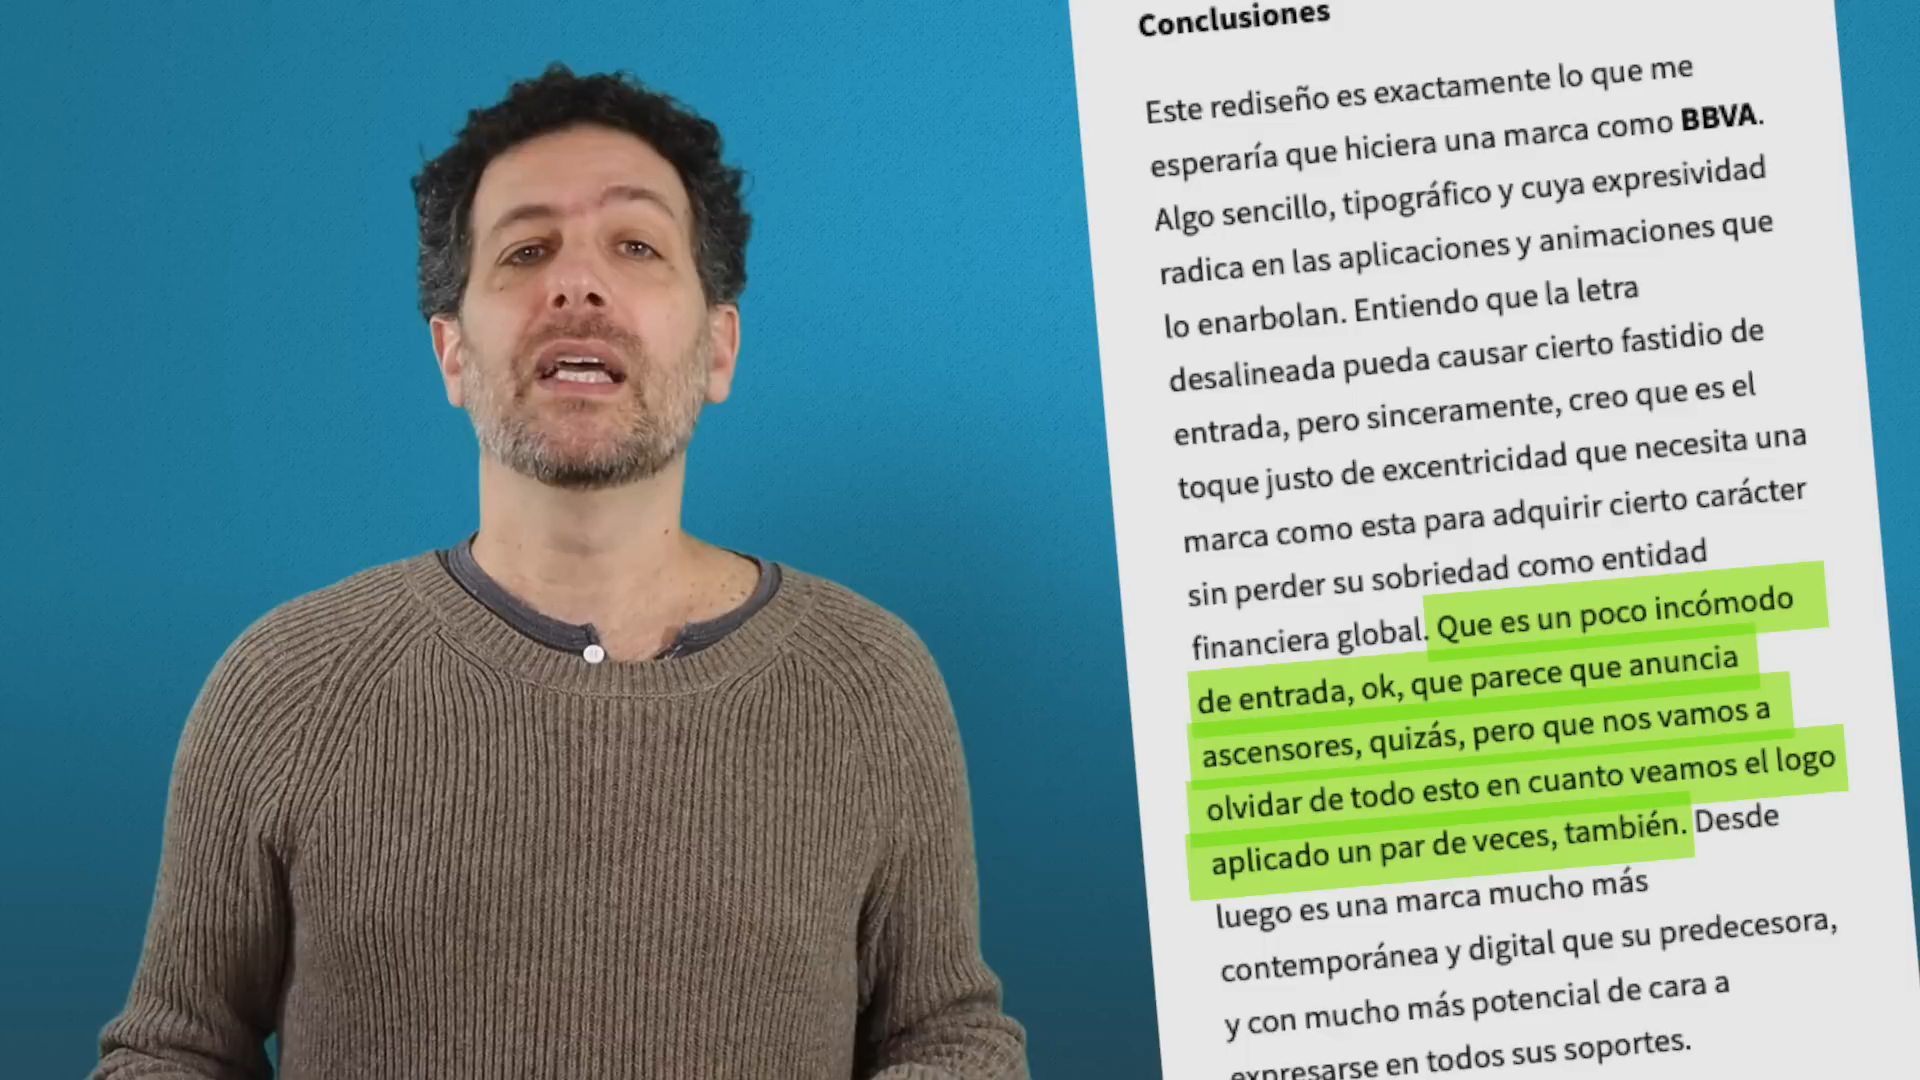 Conclusiones
Este rediseño es exactamente lo que me
esperaría que hiciera una marca como BBVA.
Algo sencillo, tipográfico y cuya expresividad
radica en las aplicaciones y animaciones que
lo enarbolan. Entiendo que la letra
desalineada pueda causar cierto fastidio de
entrada, pero sinceramente, creo que es el
toque justo de excentricidad que necesita una
marca como esta para adquirir cierto carácter
sin perder su sobriedad como entidad
financiera global. Que es un poco incómodo
de entrada, ok, que parece que anuncia
ascensores, quizás, pero que nos vamos a
olvidar de todo esto en cuanto veamos el logo
aplicado un par de veces, también. Desde
luego es una marca mucho más
contemporánea y digital que su predecesora,
y con mucho más potencial de cara a
expresarse en todos sus soportes.